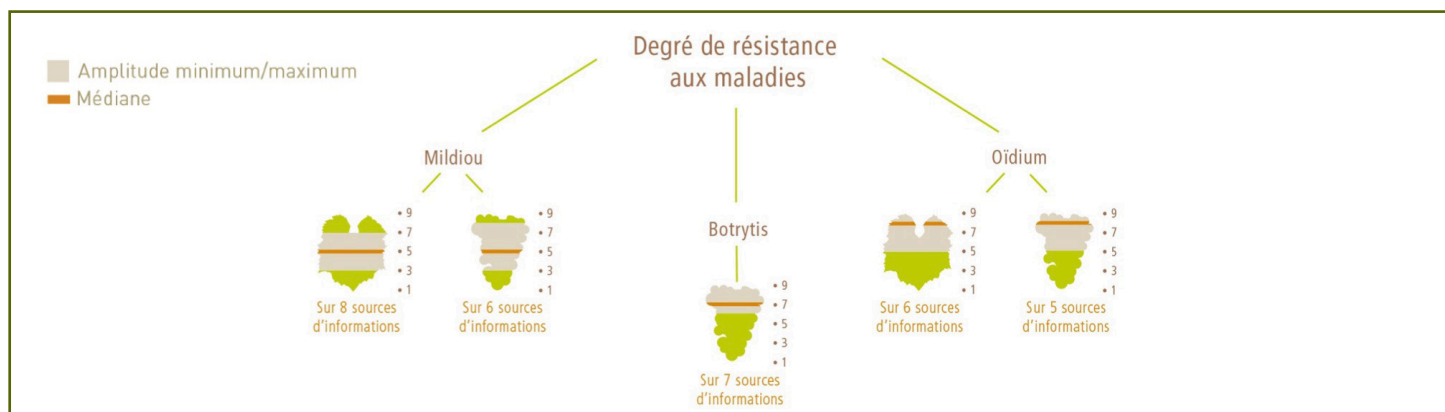 Degré de résistance
aux maladies
Amplitude minimum/maximum
Médiane
Mildiou
• 9
• 7
• 5
• 3
• 1
Sur 8 sources
d'informations
• 9
• 7
• 5
• 3
• 1
Sur 6 sources
d'informations
Botrytis
• 9
• 7
• 5
• 3
• 1
Sur 7 sources
d'informations
Oïdium
• 9
• 7
• 5
• 3
• 1
Sur 6 sources
d'informations
• 9
• 7
• 5
• 3
• 1
Sur 5 sources
d'informations